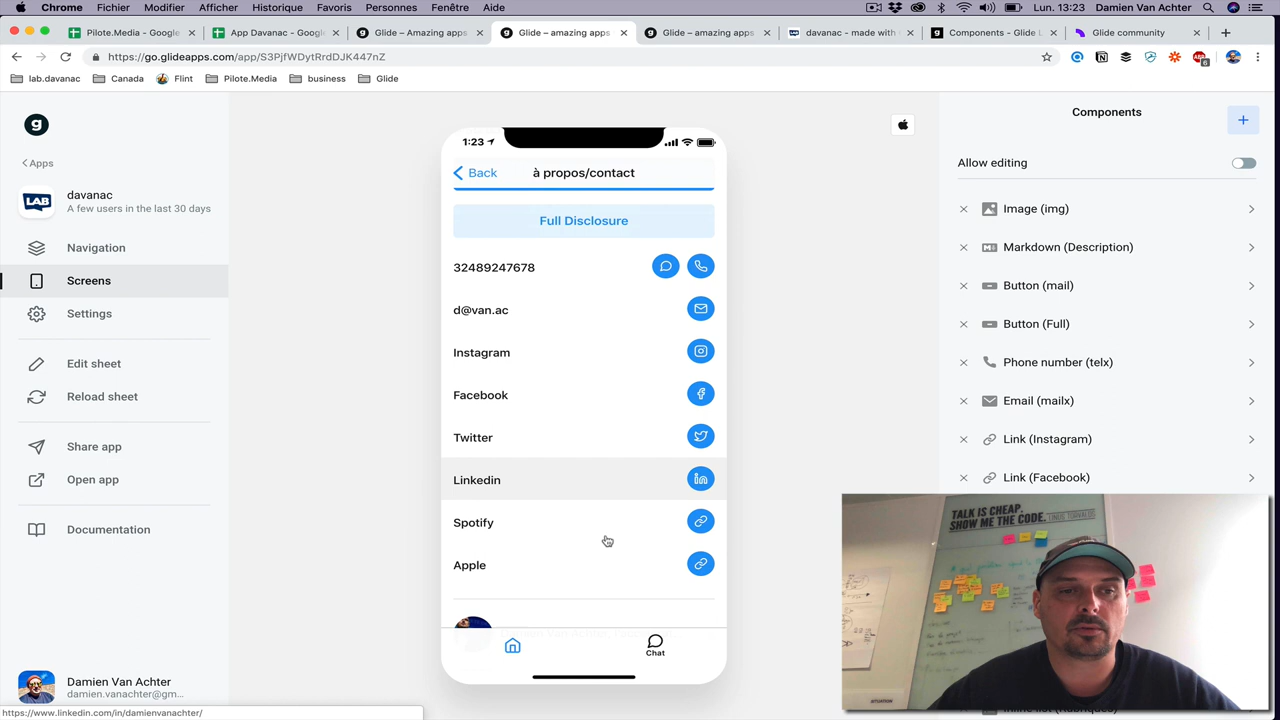 Chrome Fichier Modifier Afficher Historique Favoris Personnes Fenêtre Aide Lun. 13:23 Damien Van Achter
Pilote.Media - Google
App Davanac - Google
Glide – Amazing apps
Glide – amazing apps
Glide – amazing apps
davanac - made with
Components - Glide L
Glide community
https://go.glideapps.com/app/S3PjfWDytRrdDJK447nZ
lab.davanac Canada Flint Pilote.Media business Glide
g
Apps
LAB
davanac
A few users in the last 30 days
Navigation
Screens
Settings
Edit sheet
Reload sheet
Share app
Open app
Documentation
Damien Van Achter
damien.vanachter@gm...
https://www.linkedin.com/in/damienvanachter/
1:23
Back à propos/contact
Full Disclosure
32489247678
d@van.ac
Instagram
Facebook
Twitter
Linkedin
Spotify
Apple
Chat
Components
Allow editing
Image (img)
Markdown (Description)
Button (mail)
Button (Full)
Phone number (telx)
Email (mailx)
Link (Instagram)
Link (Facebook)
TALK IS CHEAP.
SHOW ME THE CODE. LINUS TORVALDS
SITUATION